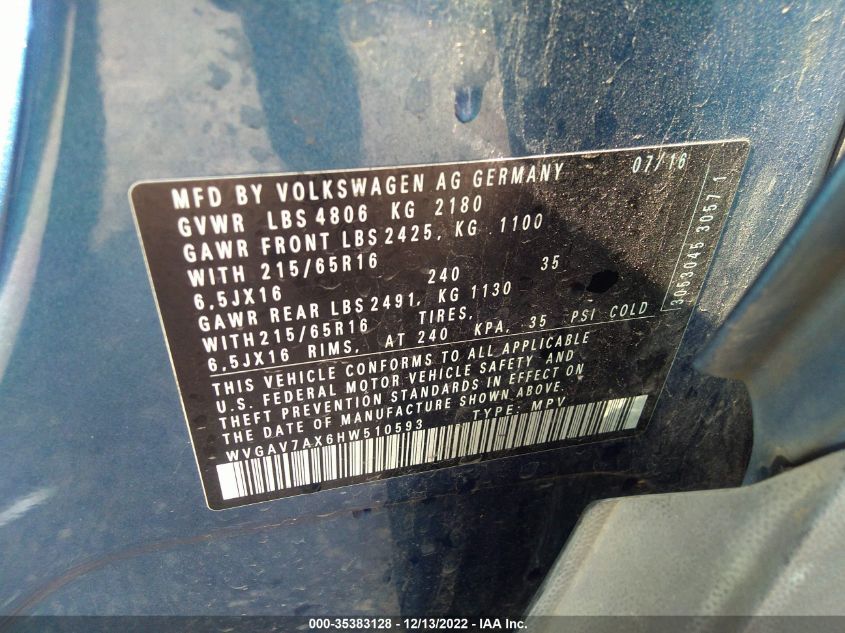 MFD BY VOLKSWAGEN AG GERMANY 07/16
GVWR LBS 4806 KG 2180
GAWR FRONT LBS 2425, KG 1100
WITH 215/65R16
6,5JX16 240 35
GAWR REAR LBS 2491, KG 1130
WITH 215/65R16 TIRES,
6,5JX16 RIMS, AT 240 KPA, 35 PSI COLD
THIS VEHICLE CONFORMS TO ALL APPLICABLE
U.S. FEDERAL MOTOR VEHICLE SAFETY AND
THEFT PREVENTION STANDARDS IN EFFECT ON
THE DATE OF MANUFACTURE SHOWN ABOVE.
WVGAV7AX6HW510593 TYPE: MPV
3063045 3057 1
000-35383128 - 12/13/2022 - IAA Inc.